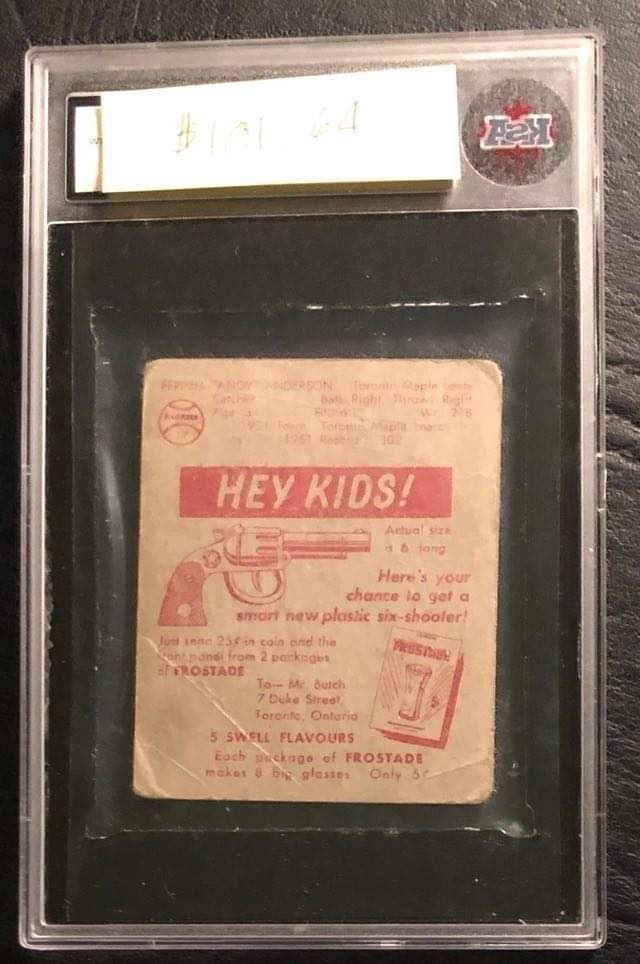 $101.64
KSA
"ANDY" ANDERSON Toronto Maple Leafs
Catcher Bats Right Throws Right
Toronto Maple Leafs
1951 302
HEY KIDS!
Actual size
is 6 long
Here's your
chance to get a
smart new plastic six-shooter!
Just send 25¢ in coin and the
front panel from 2 packages
of FROSTADE
FROSTADE
To— Mr. Butch
7 Duke Street,
Toronto, Ontario
5 SWELL FLAVOURS
Each package of FROSTADE
makes 8 big glasses Only 5¢